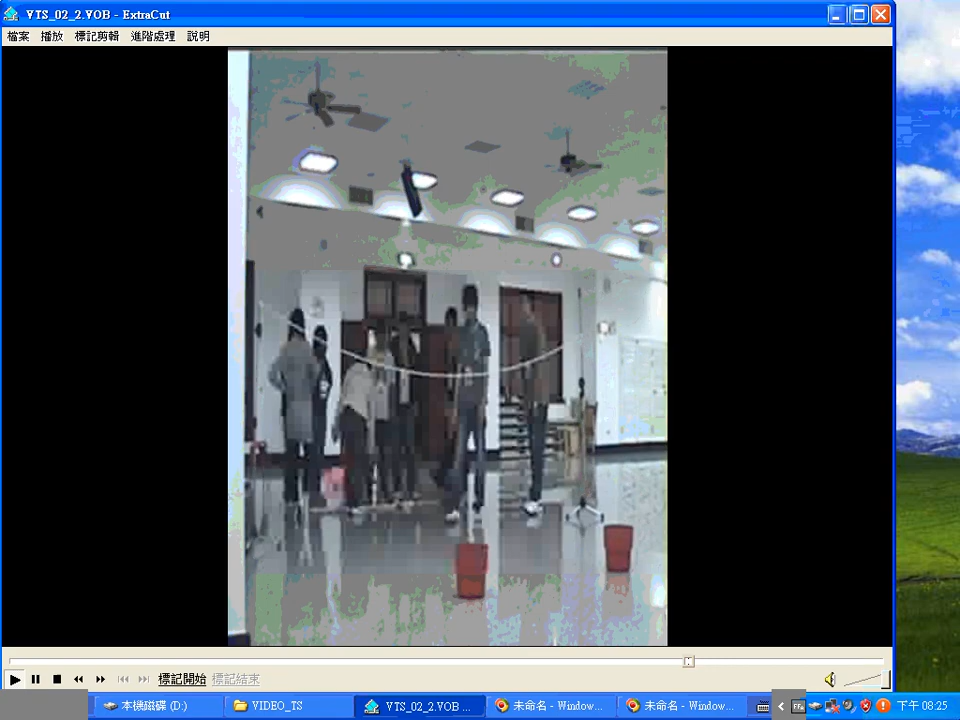 VTS_02_2.VOB - ExtraCut
檔案 播放 標記剪輯 進階處理 說明
標記開始 標記結束
本機磁碟 (D:) VIDEO_TS VTS_02_2.VOB ... 未命名 - Window... 未命名 - Window... 下午 08:25